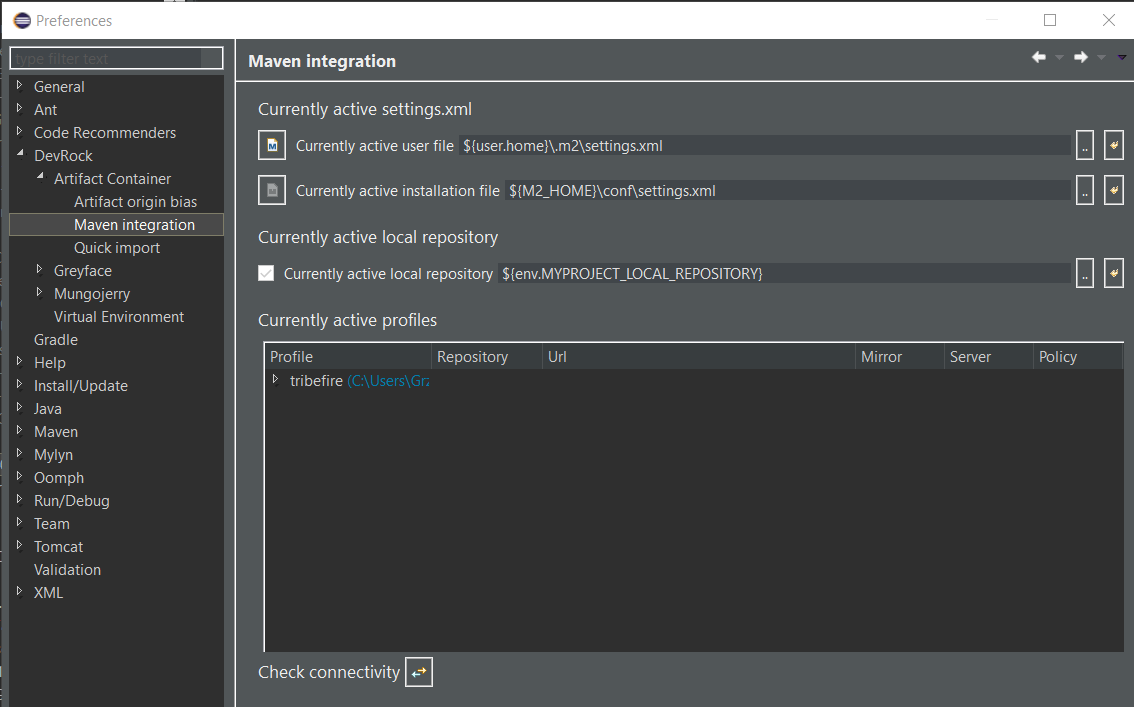 Preferences
type filter text
General
Ant
Code Recommenders
DevRock
Artifact Container
Artifact origin bias
Maven integration
Quick import
Greyface
Mungojerry
Virtual Environment
Gradle
Help
Install/Update
Java
Maven
Mylyn
Oomph
Run/Debug
Team
Tomcat
Validation
XML
Maven integration
Currently active settings.xml
Currently active user file ${user.home}\.m2\settings.xml ..
Currently active installation file ${M2_HOME}\conf\settings.xml ..
Currently active local repository
Currently active local repository ${env.MYPROJECT_LOCAL_REPOSITORY} ..
Currently active profiles
Profile Repository Url Mirror Server Policy
tribefire (C:\Users\Gr
Check connectivity